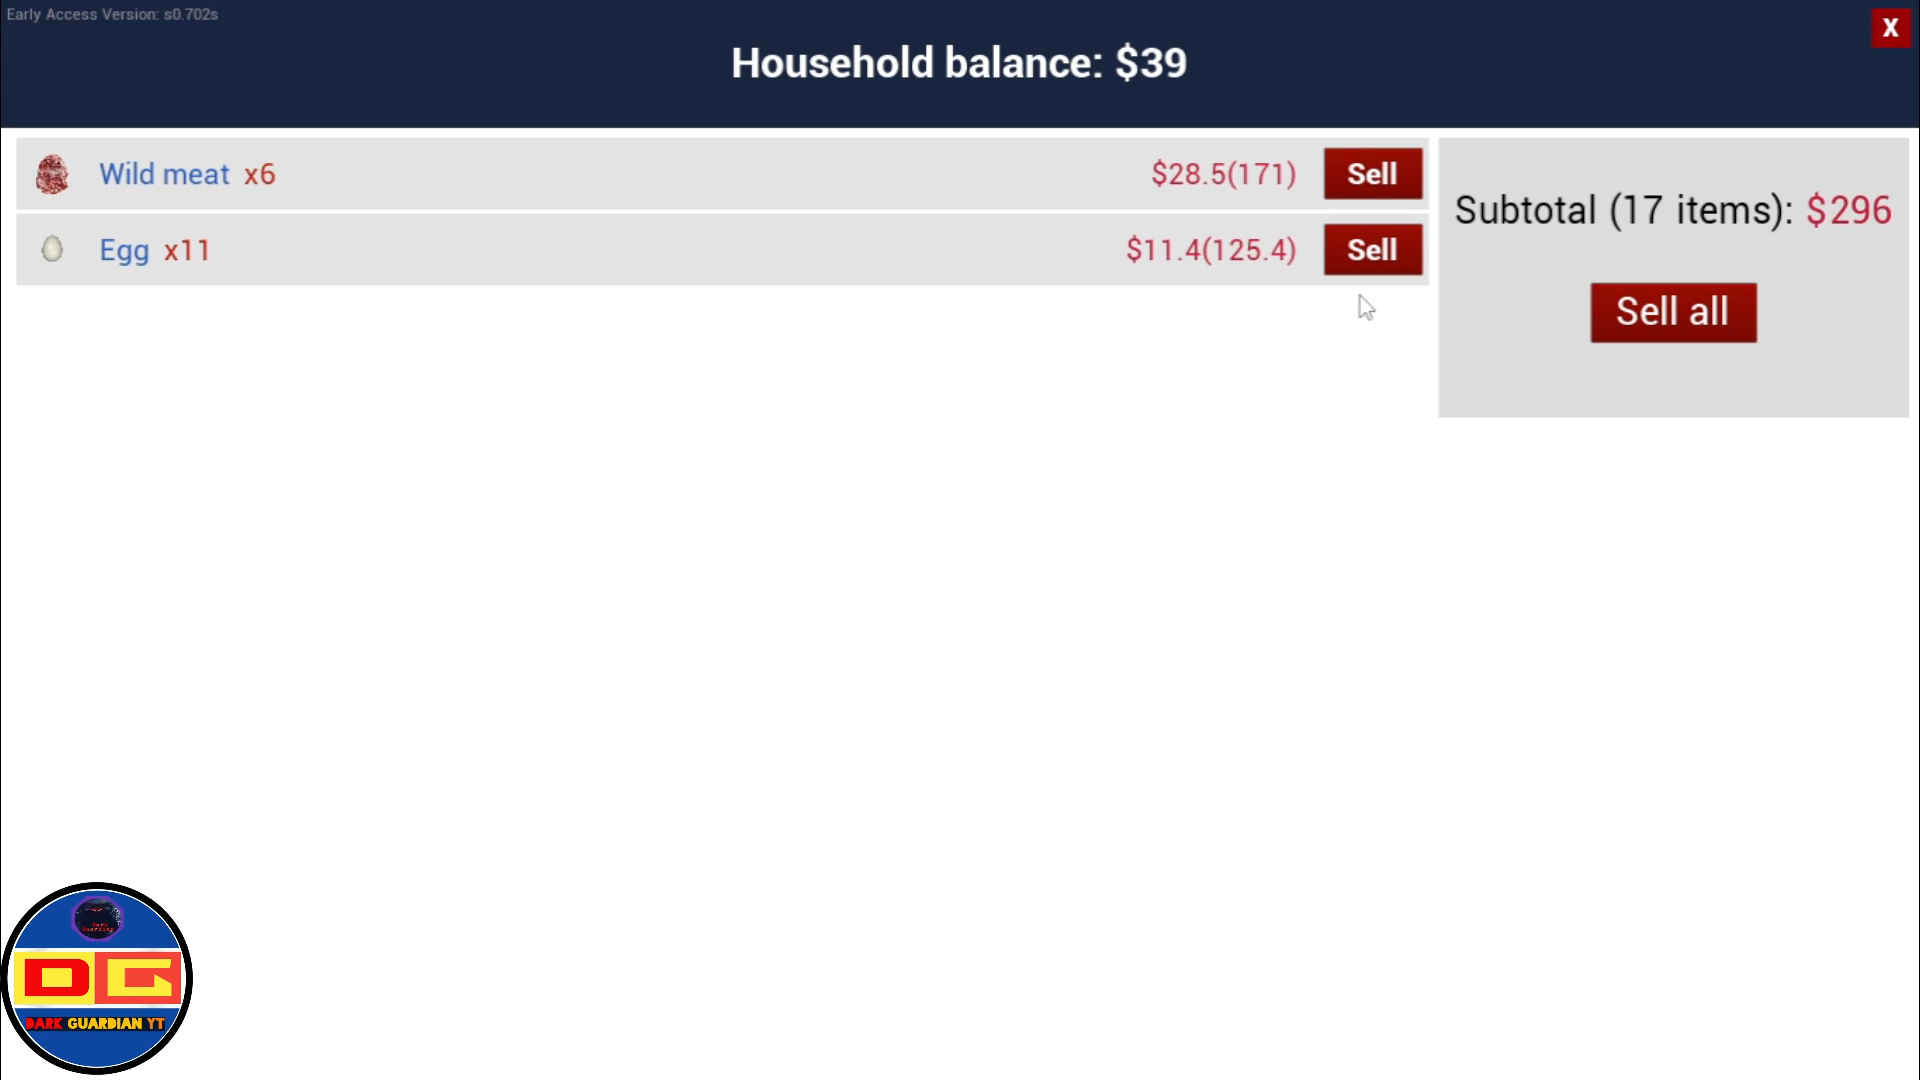 Early Access Version: s0.702s
X
Household balance: $39
Wild meat x6 $28.5(171) Sell
Egg x11 $11.4(125.4) Sell
Subtotal (17 items): $296
Sell all
DG
DARK GUARDIAN YT